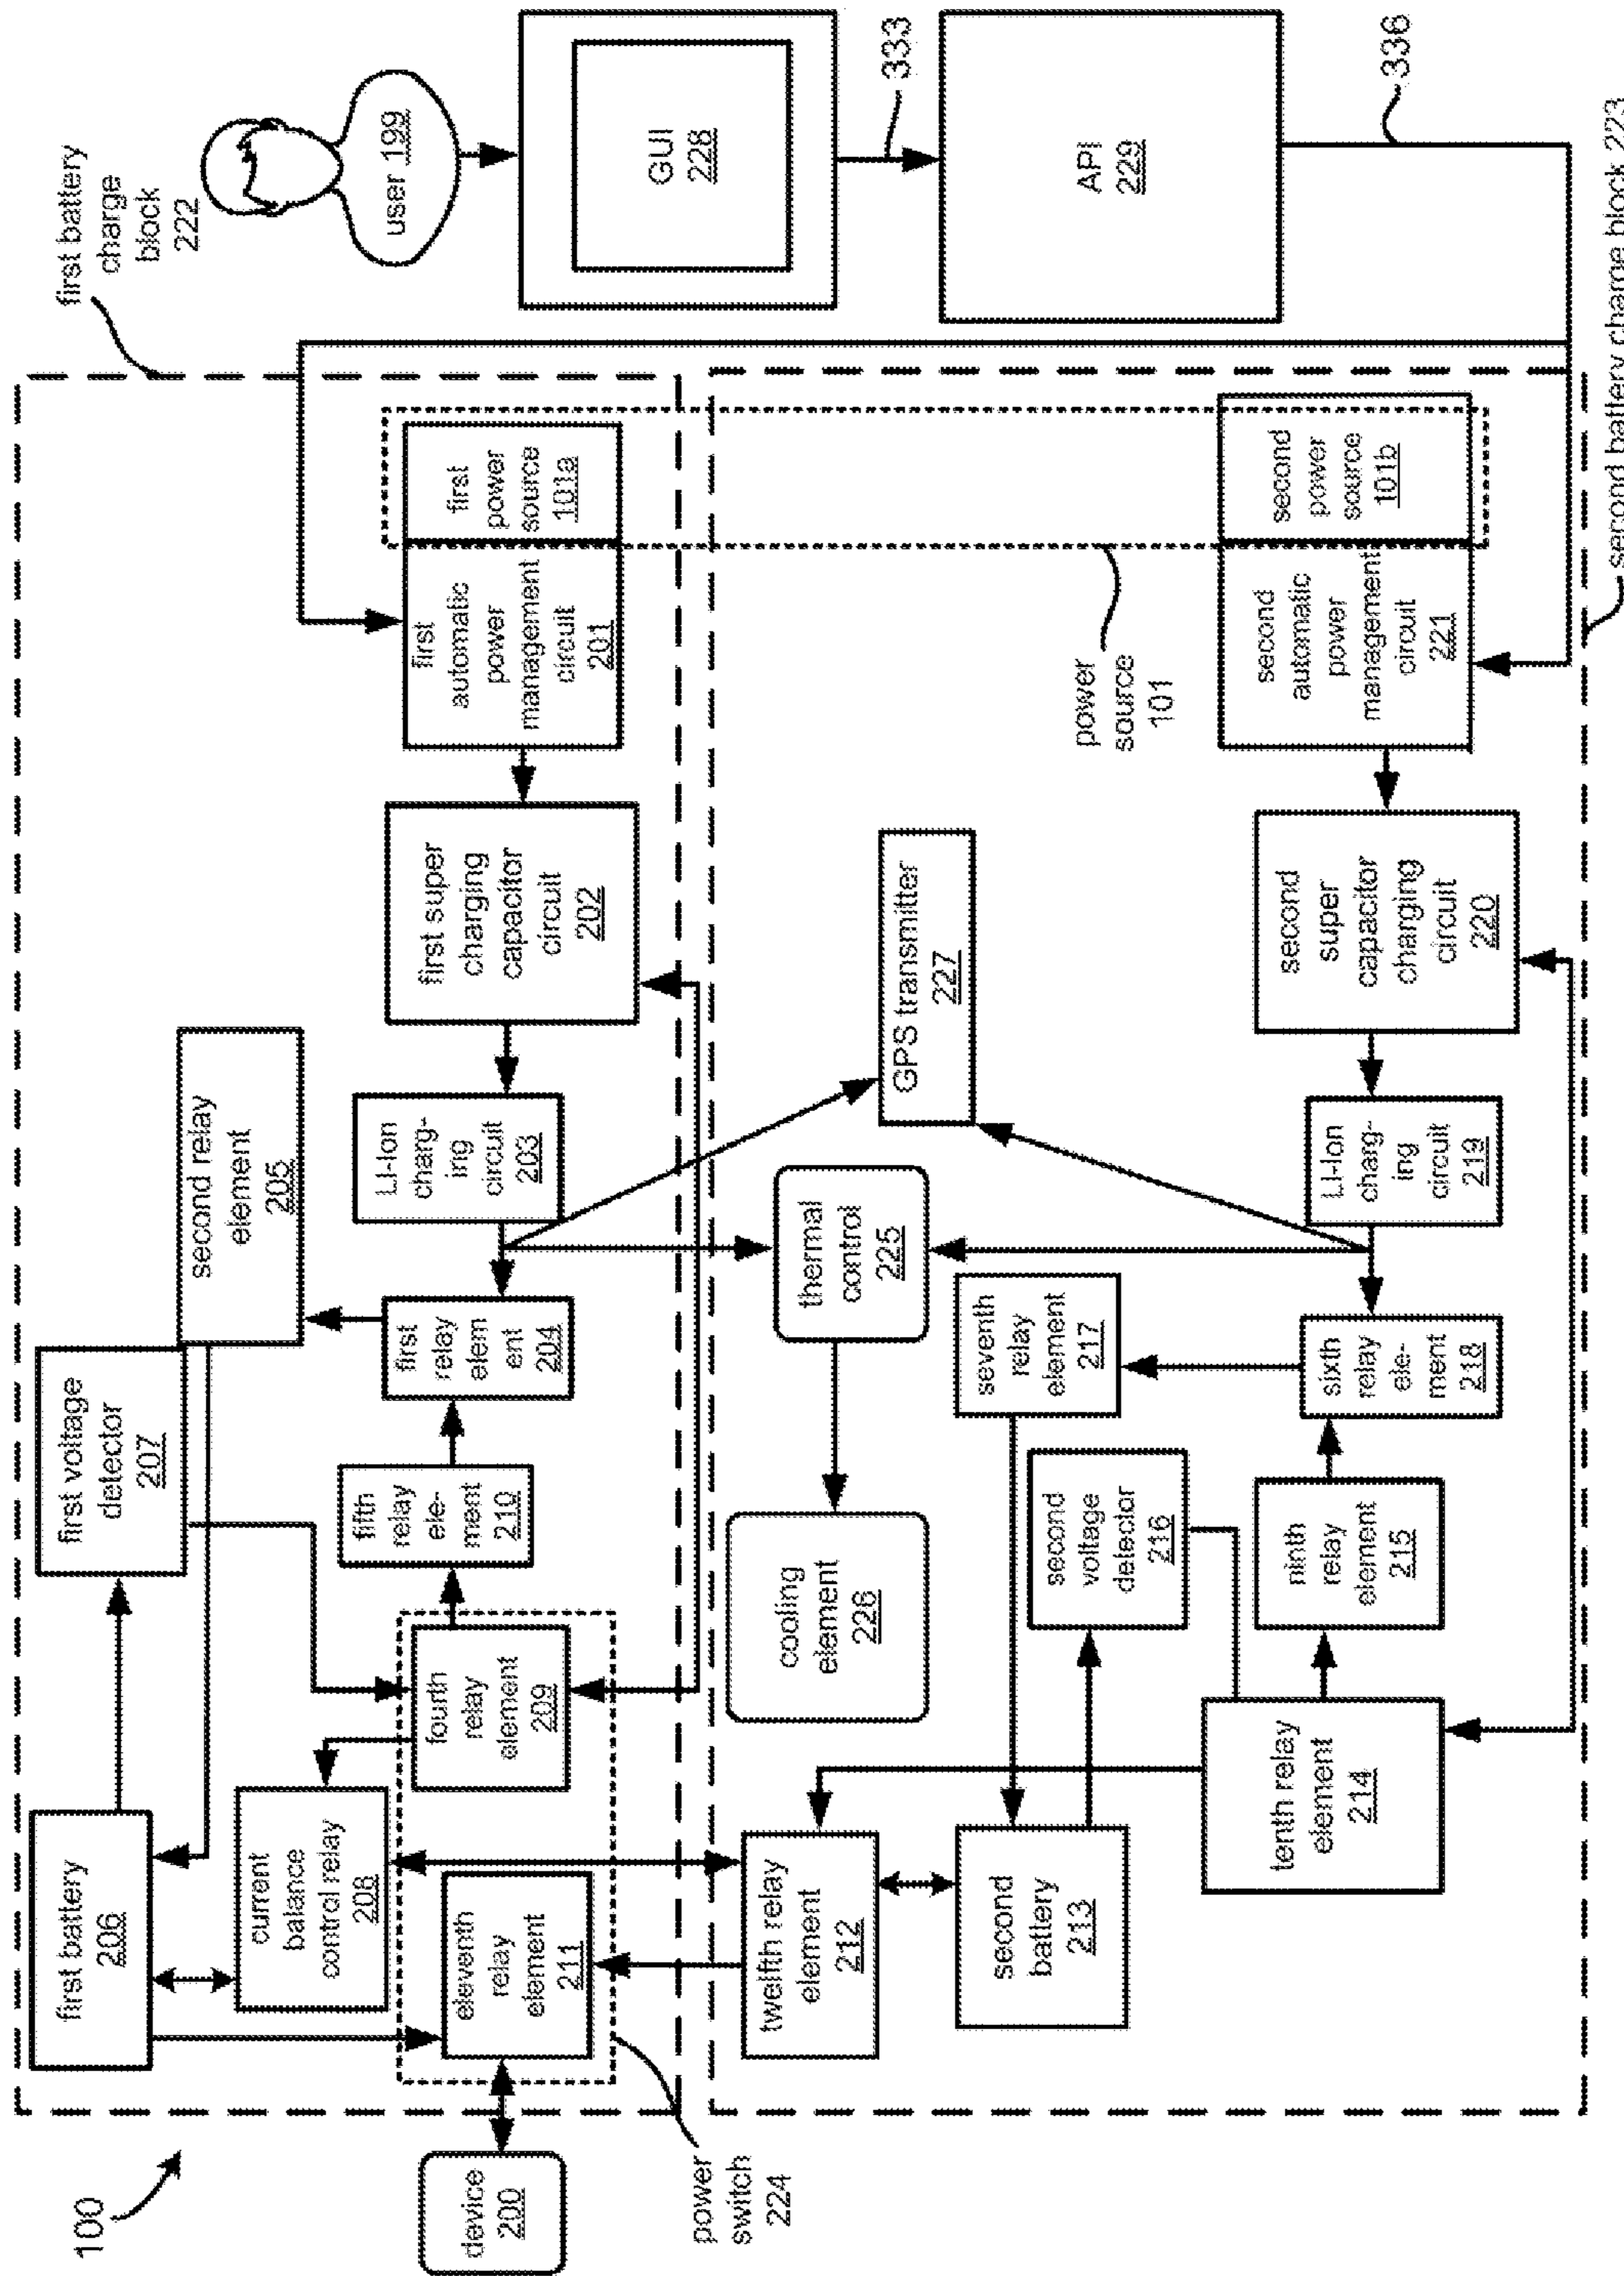 100
first battery
charge
block
222
user 199
GUI
228
333
API
229
336
second battery charge block 223
first
power
source
101a
first
automatic
power
management
circuit
201
second
power
source
101b
second
automatic
power
management
circuit
221
power
source
101
first super
charging
capacitor
circuit
202
second
super
capacitor
charging
circuit
220
GPS transmitter
227
second relay
element
205
LI-Ion
charg-
ing
circuit
203
LI-Ion
charg-
ing
circuit
219
thermal
control
225
first voltage
detector
207
first
relay
elem
ent
204
seventh
relay
element
217
sixth
relay
ele-
ment
218
fifth
relay
ele-
ment
210
cooling
element
226
second
voltage
detector
216
ninth
relay
element
215
first battery
206
current
balance
control relay
208
fourth
relay
element
209
eleventh
relay
element
211
twelfth relay
element
212
second
battery
213
tenth relay
element
214
device
200
power
switch
224